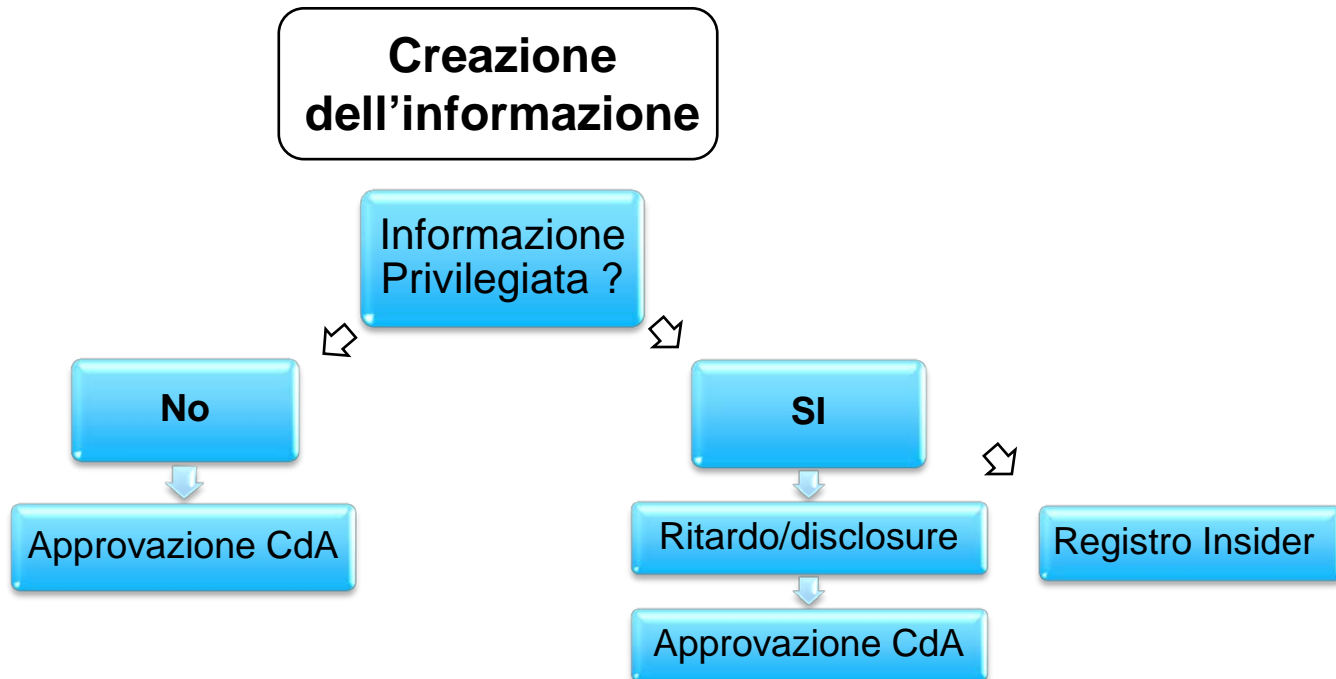 Creazione
dell’informazione
Informazione
Privilegiata ?
No
SI
Approvazione CdA
Ritardo/disclosure
Registro Insider
Approvazione CdA